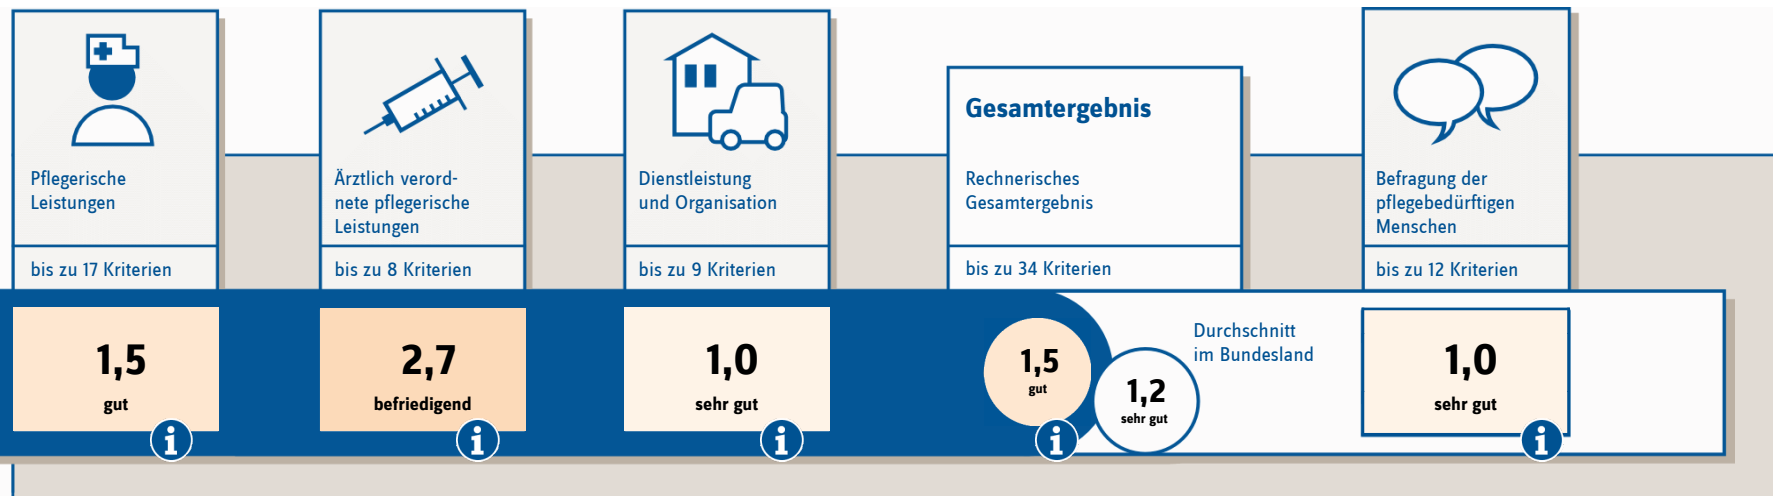 Pflegerische
Leistungen
bis zu 17 Kriterien
1,5
gut
i
Ärztlich verord-
nete pflegerische
Leistungen
bis zu 8 Kriterien
2,7
befriedigend
i
Dienstleistung
und Organisation
bis zu 9 Kriterien
1,0
sehr gut
i
Gesamtergebnis
Rechnerisches
Gesamtergebnis
bis zu 34 Kriterien
1,5
gut
i
1,2
sehr gut
Durchschnitt
im Bundesland
Befragung der
pflegebedürftigen
Menschen
bis zu 12 Kriterien
1,0
sehr gut
i